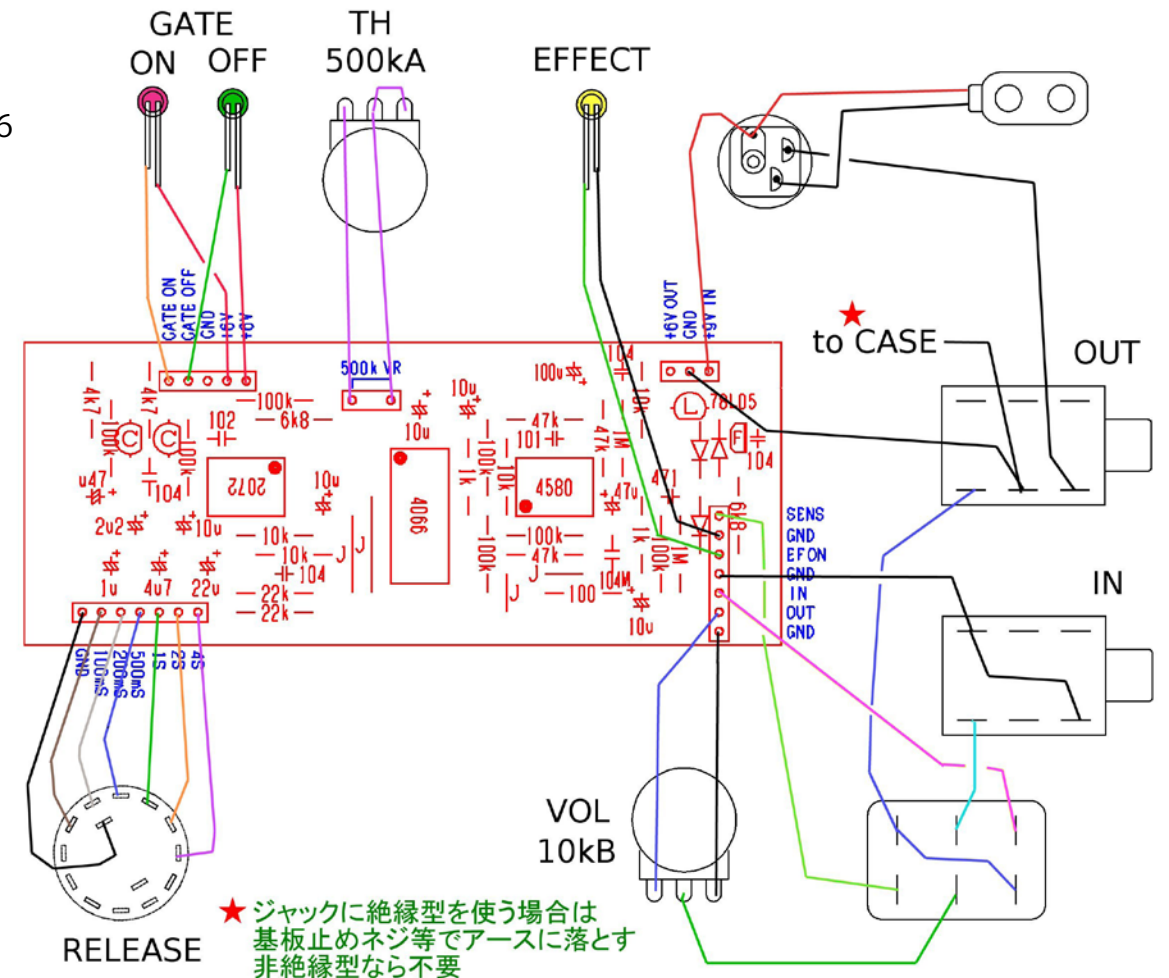 GATE
ON OFF
TH
500kA
EFFECT
6
GATE ON
GATE OFF
GND
+6V
+6V
+6V OUT
GND
+9V IN
★
to CASE
OUT
500k VR
4k7
4k7
100k
6k8
102
100k
100k
C
C
u47
104
2072
2u2
10u
10u
1u
4u7
22u
10k
10k
104
22k
22k
J
J
10u
10u
4066
1k
100k
10k
100k
100u
104
10k
47k
101
47k
1M
4580
47u
471
100k
47k
J
J
100
1k
100k
1M
104M
10u
L
78L05
F
104
6k8
SENS
GND
EFON
GND
IN
OUT
GND
IN
GND
100mS
200mS
500mS
1S
2S
4S
VOL
10kB
RELEASE
★ ジャックに絶縁型を使う場合は
基板止めネジ等でアースに落とす
非絶縁型なら不要